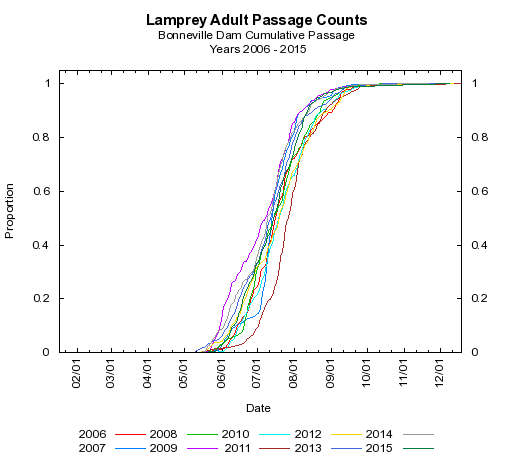 Lamprey Adult Passage Counts
Bonneville Dam Cumulative Passage
Years 2006 - 2015
1 1
0.8 0.8
0.6 0.6
0.4 0.4
0.2 0.2
0 0
Proportion
02/01 03/01 04/01 05/01 06/01 07/01 08/01 09/01 10/01 11/01 12/01
Date
2006 2008 2010 2012 2014
2007 2009 2011 2013 2015